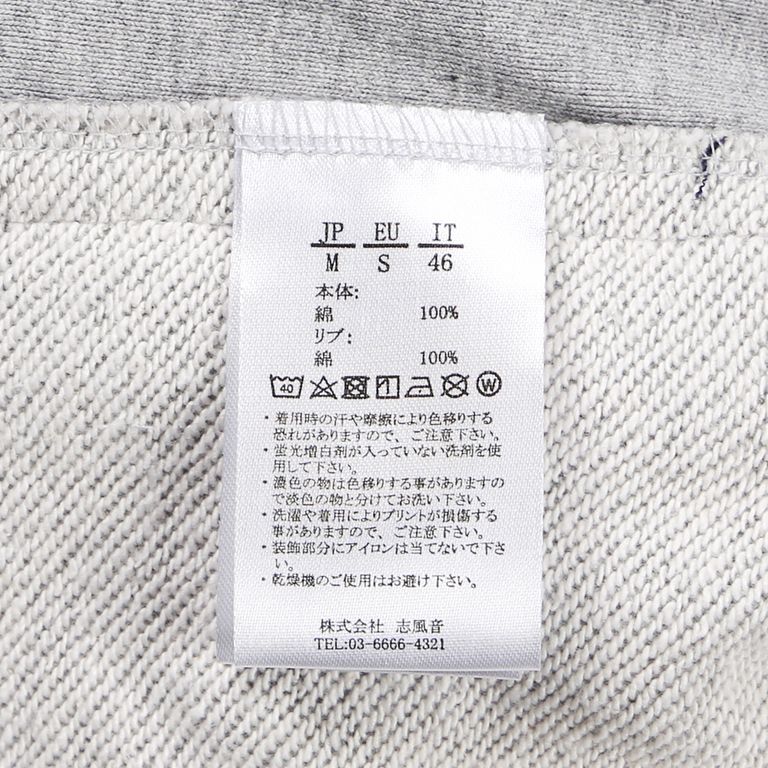 JP EU IT
M S 46
本体:
綿 100%
リブ:
綿 100%
40 W
・着用時の汗や摩擦により色移りする
恐れがありますので、ご注意下さい。
・蛍光増白剤が入っていない洗剤を使
用して下さい。
・濃色の物は色移りする事がありますの
で淡色の物と分けてお洗い下さい。
・洗濯や着用によりプリントが損傷する
事がありますので、ご注意下さい。
・装飾部分にアイロンは当てないで下さ
い。
・乾燥機のご使用はお避け下さい。
株式会社 志風音
TEL:03-6666-4321